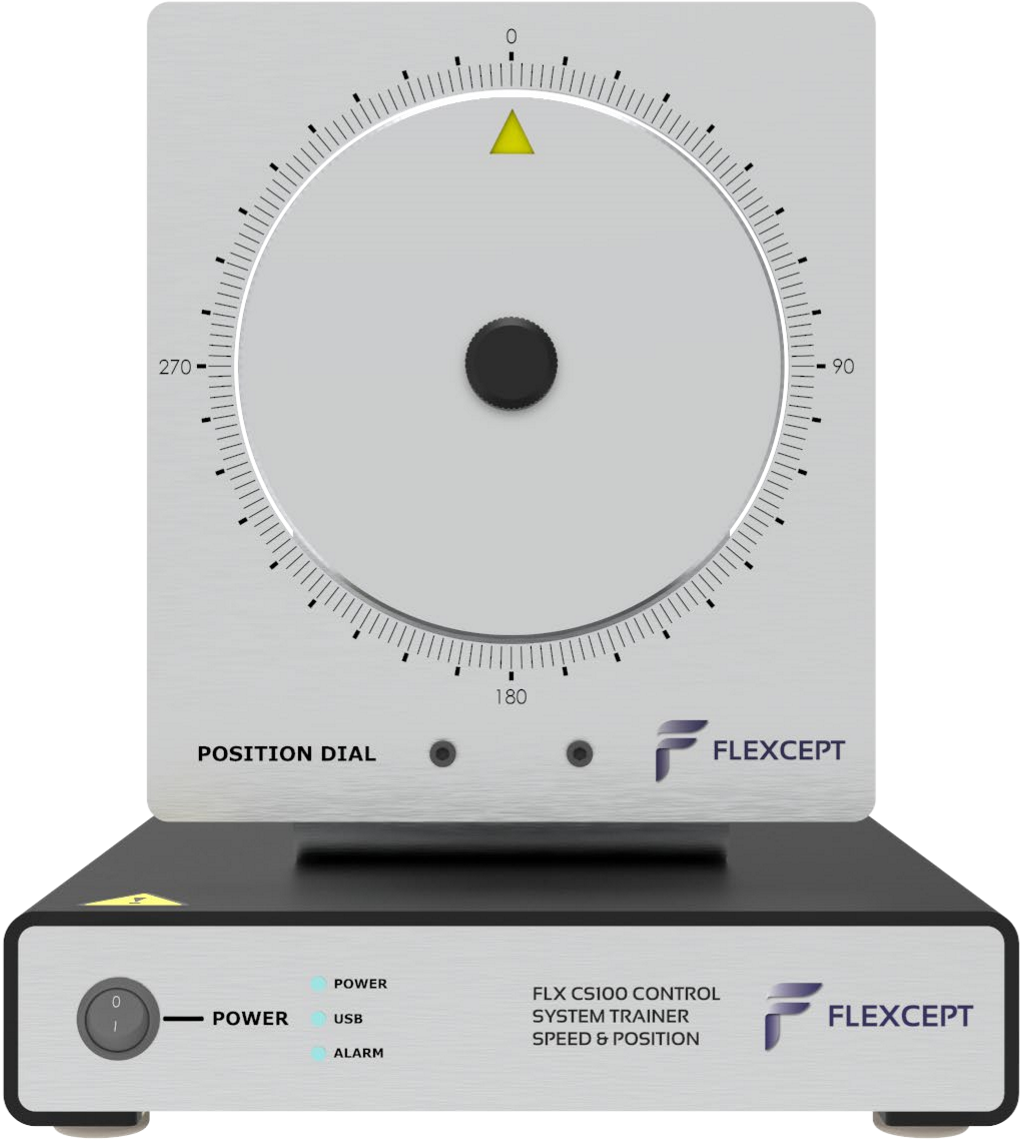 0
270
90
180
POSITION DIAL
FLEXCEPT
0
I
POWER
POWER
USB
ALARM
FLX CS100 CONTROL
SYSTEM TRAINER
SPEED & POSITION
FLEXCEPT